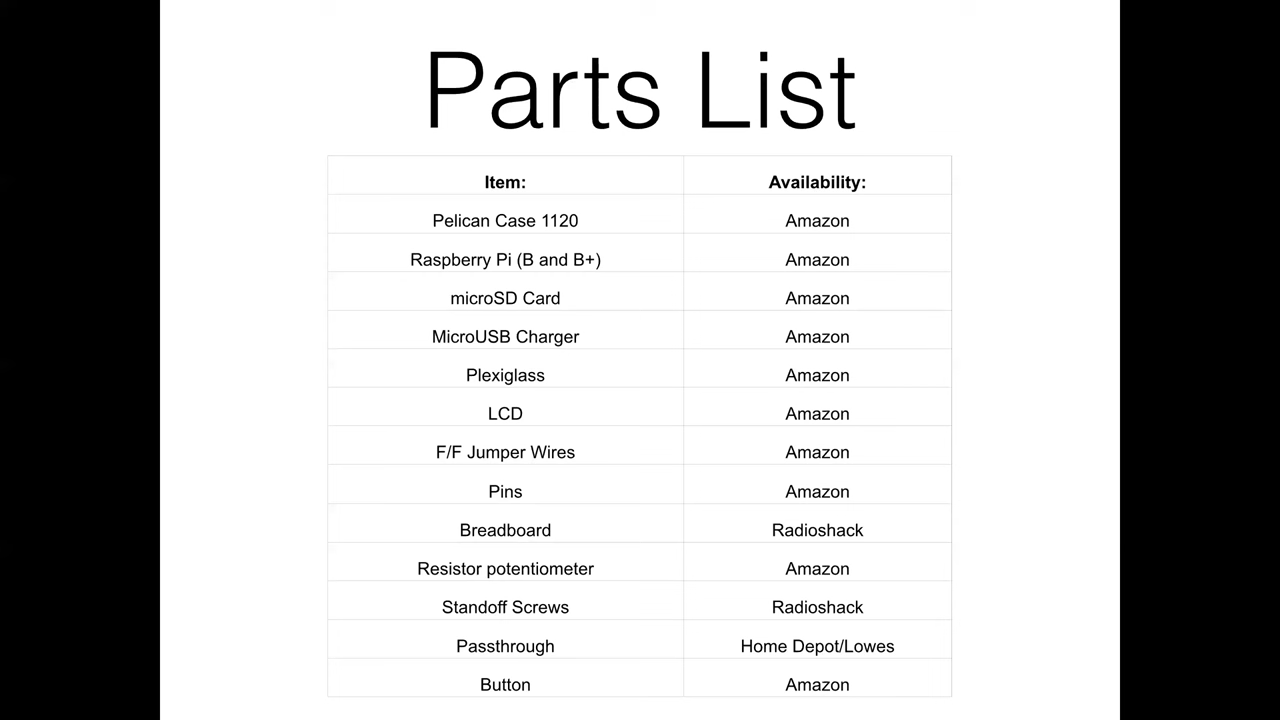 Parts List
Item: Availability:
Pelican Case 1120 Amazon
Raspberry Pi (B and B+) Amazon
microSD Card Amazon
MicroUSB Charger Amazon
Plexiglass Amazon
LCD Amazon
F/F Jumper Wires Amazon
Pins Amazon
Breadboard Radioshack
Resistor potentiometer Amazon
Standoff Screws Radioshack
Passthrough Home Depot/Lowes
Button Amazon